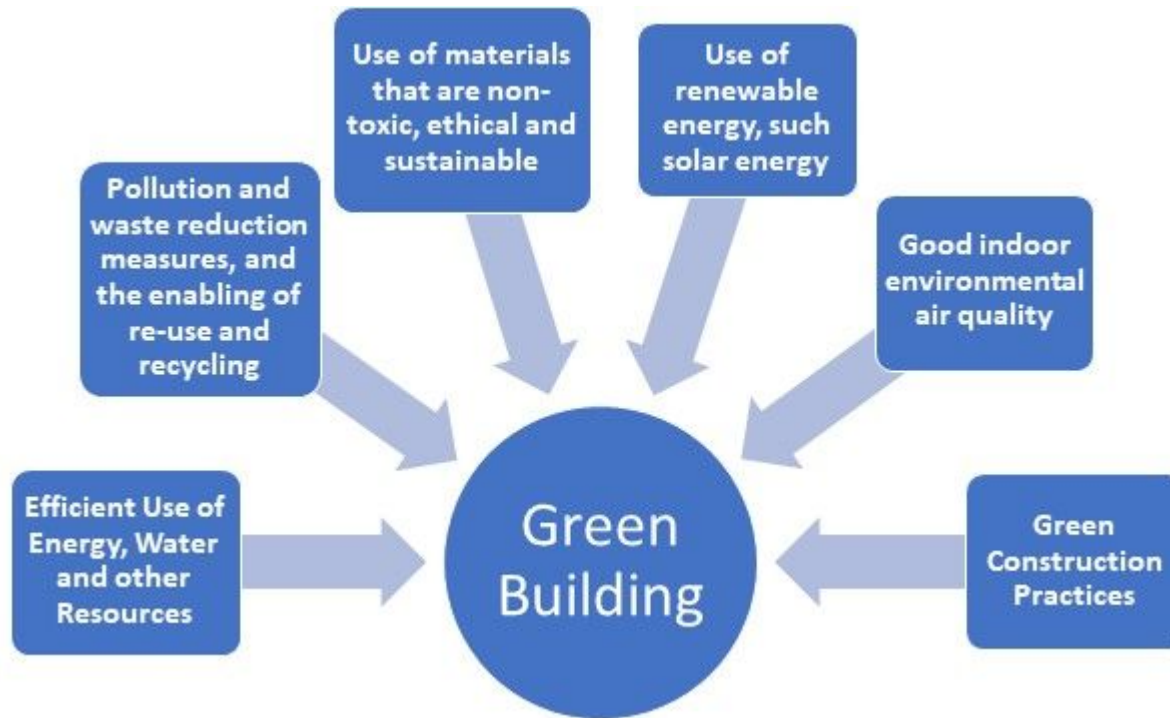 Use of materials
that are non-
toxic, ethical and
sustainable
Use of
renewable
energy, such
solar energy
Pollution and
waste reduction
measures, and
the enabling of
re-use and
recycling
Good indoor
environmental
air quality
Efficient Use of
Energy, Water
and other
Resources
Green
Building
Green
Construction
Practices